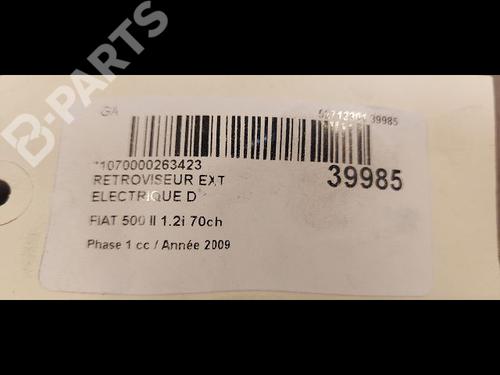 B-PARTS
GA
39985
*1070000263423
RETROVISEUR EXT
ELECTRIQUE D
39985
FIAT 500 II 1.2i 70ch
Phase 1 cc / Année 2009